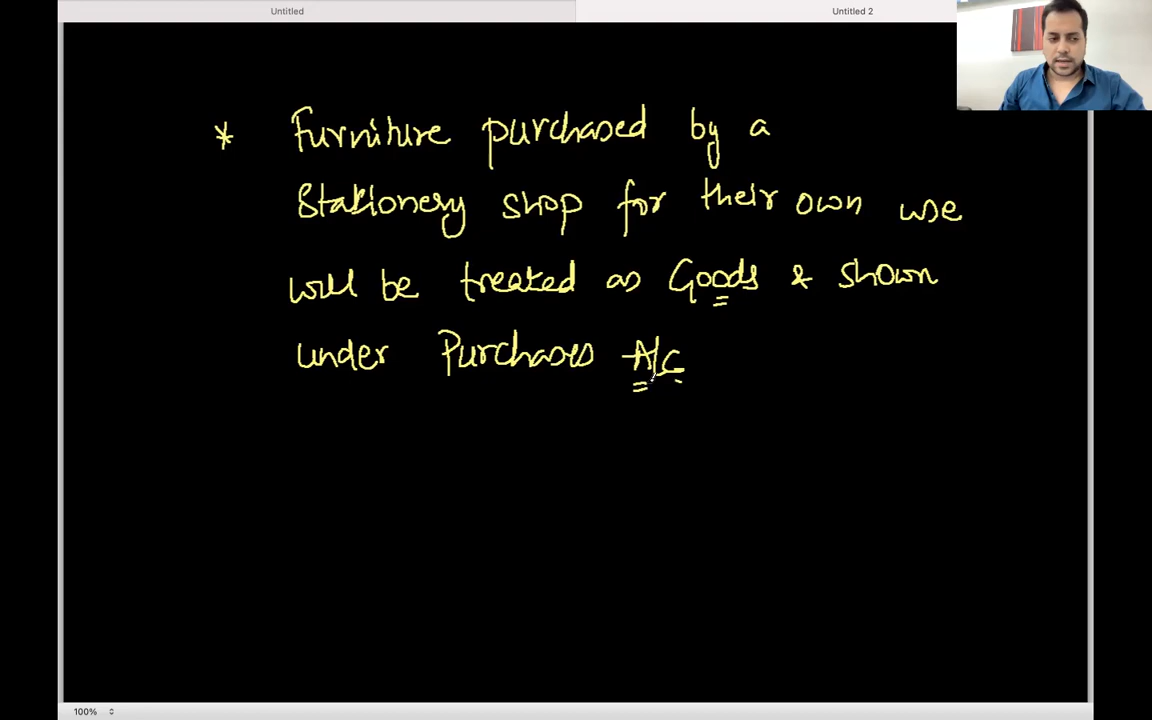 Untitled
Untitled 2
* Furniture purchased by a
Stationery shop for their own use
will be treated as Goods & shown
under Purchases A/c
100%